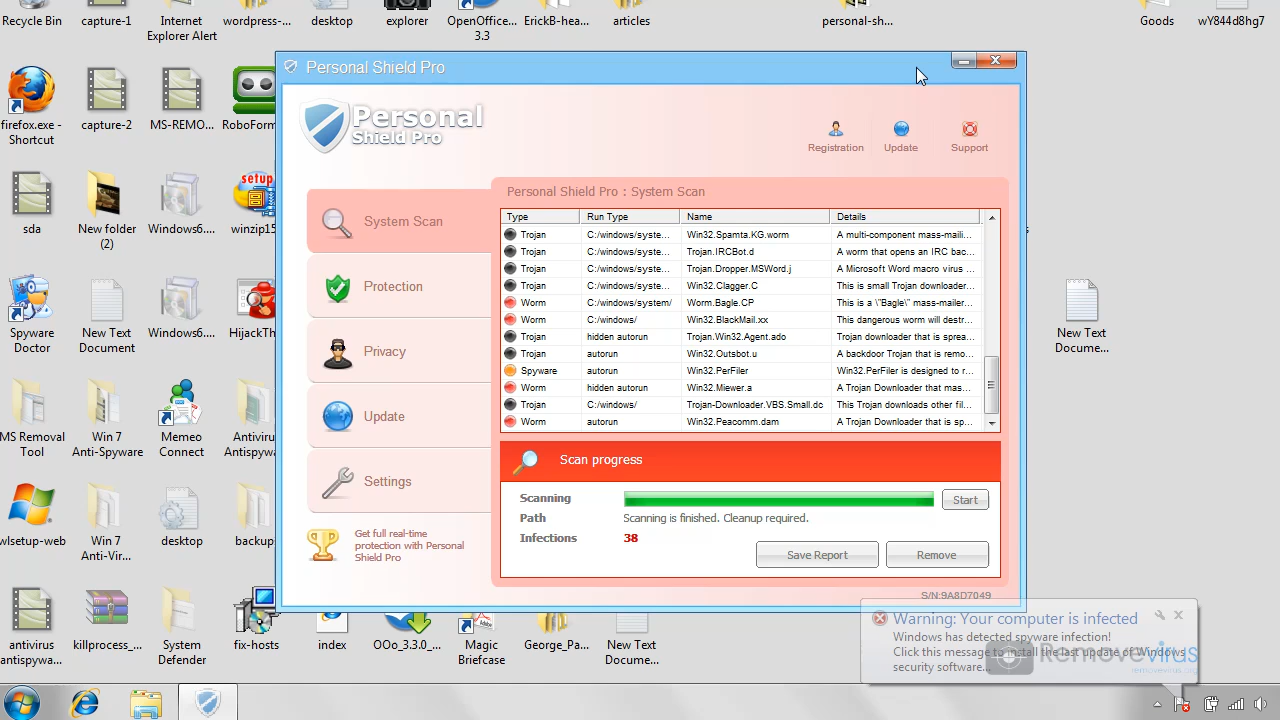 Recycle Bin
capture-1
Internet
Explorer Alert
wordpress-...
desktop
explorer
OpenOffice...
3.3
ErickB-hea...
articles
personal-sh...
Goods
wY844d8hg7
firefox.exe -
Shortcut
capture-2
MS-REMO...
RoboForm
sda
New folder
(2)
Windows6....
setup
winzip15
Spyware
Doctor
New Text
Document
Windows6....
HijackTh
MS Removal
Tool
Win 7
Anti-Spyware
Memeo
Connect
Antivirus
Antispywa
wlsetup-web
Win 7
Anti-Vir...
desktop
backup
antivirus
antispywa...
killprocess_...
System
Defender
fix-hosts
index
OOo_3.3.0_...
Magic
Briefcase
George_Pa...
New Text
Docume...
New Text
Docume...
Personal Shield Pro
Personal
Shield Pro
Registration
Update
Support
System Scan
Protection
Privacy
Update
Settings
Get full real-time
protection with Personal
Shield Pro
Personal Shield Pro : System Scan
Type Run Type Name Details
Trojan C:/windows/syste... Win32.Spamta.KG.worm A multi-component mass-maili...
Trojan C:/windows/syste... Trojan.IRCBot.d A worm that opens an IRC bac...
Trojan C:/windows/syste... Trojan.Dropper.MSWord.j A Microsoft Word macro virus ...
Trojan C:/windows/syste... Win32.Clagger.C This is small Trojan downloader...
Worm C:/windows/system/ Worm.Bagle.CP This is a \"Bagle\" mass-mailer...
Worm C:/windows/ Win32.BlackMail.xx This dangerous worm will destr...
Trojan hidden autorun Trojan.Win32.Agent.ado Trojan downloader that is sprea...
Trojan autorun Win32.Outsbot.u A backdoor Trojan that is remo...
Spyware autorun Win32.PerFiler Win32.PerFiler is designed to r...
Worm hidden autorun Win32.Miewer.a A Trojan Downloader that mas...
Trojan C:/windows/ Trojan-Downloader.VBS.Small.dc This Trojan downloads other fil...
Worm autorun Win32.Peacomm.dam A Trojan Downloader that is sp...
Scan progress
Scanning
Start
Path Scanning is finished. Cleanup required.
Infections 38
Save Report
Remove
S/N:9A8D7049
Warning: Your computer is infected
Windows has detected spyware infection!
Click this message to install the last update of Windows
security software...
Removevirus
removevirus.org